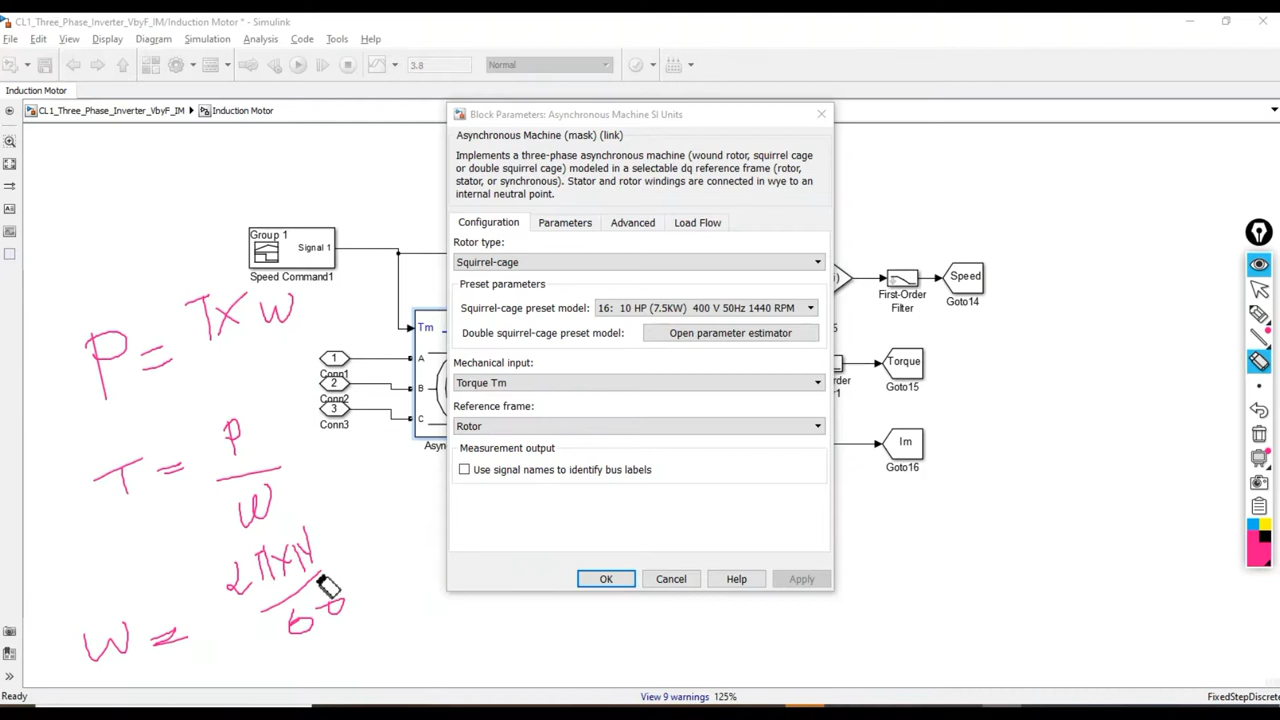 CL1_Three_Phase_Inverter_VbyF_IM/Induction Motor * - Simulink
File Edit View Display Diagram Simulation Analysis Code Tools Help
3.8 Normal
Induction Motor
CL1_Three_Phase_Inverter_VbyF_IM Induction Motor
Block Parameters: Asynchronous Machine SI Units
Asynchronous Machine (mask) (link)
Implements a three-phase asynchronous machine (wound rotor, squirrel cage
or double squirrel cage) modeled in a selectable dq reference frame (rotor,
stator, or synchronous). Stator and rotor windings are connected in wye to an
internal neutral point.
Configuration Parameters Advanced Load Flow
Rotor type:
Squirrel-cage
Preset parameters
Squirrel-cage preset model: 16: 10 HP (7.5KW) 400 V 50Hz 1440 RPM
Double squirrel-cage preset model: Open parameter estimator
Mechanical input:
Torque Tm
Reference frame:
Rotor
Measurement output
Use signal names to identify bus labels
OK Cancel Help Apply
Group 1
Signal 1
Speed Command1
Tm
A
B
C
1
Conn1
2
Conn2
3
Conn3
First-Order
Filter
Speed
Goto14
Torque
Goto15
Im
Goto16
P = T x W
T = P
W
2 π x 14
60
W =
Ready View 9 warnings 125% FixedStepDiscrete